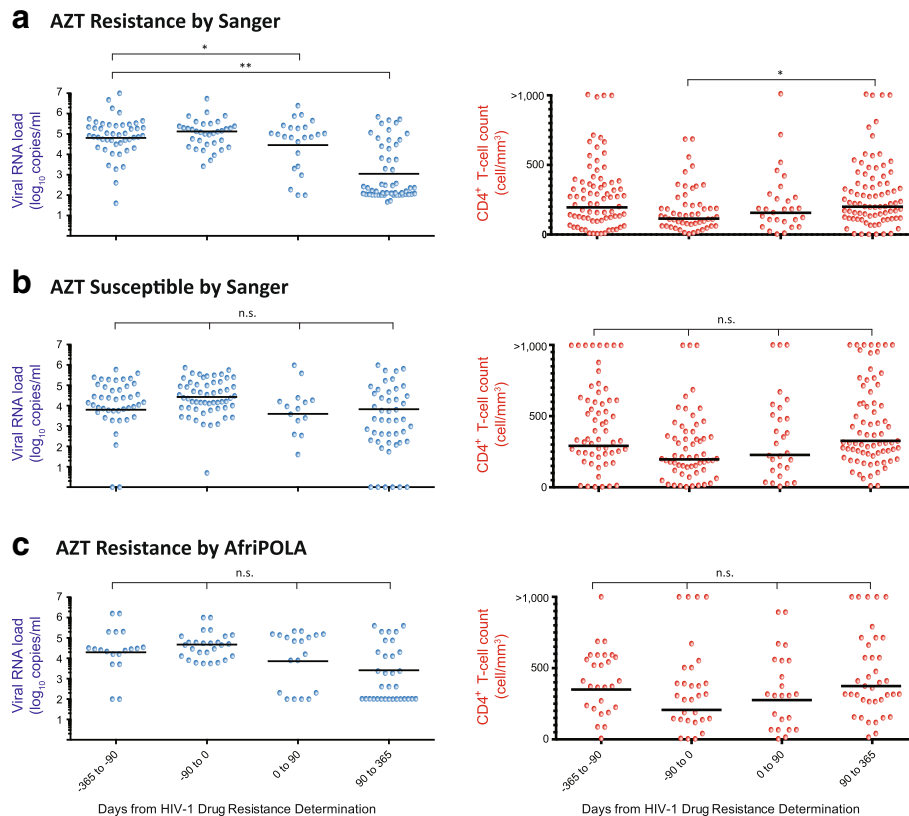 a AZT Resistance by Sanger
*
**
Viral RNA load
(log10 copies/ml)
7
6
5
4
3
2
1
*
CD4+ T-cell count
(cell/mm3)
>1,000
500
0
b AZT Susceptible by Sanger
n.s.
Viral RNA load
(log10 copies/ml)
7
6
5
4
3
2
1
n.s.
CD4+ T-cell count
(cell/mm3)
>1,000
500
0
c AZT Resistance by AfriPOLA
n.s.
Viral RNA load
(log10 copies/ml)
7
6
5
4
3
2
1
-365 to -90
-90 to 0
0 to 90
90 to 365
Days from HIV-1 Drug Resistance Determination
n.s.
CD4+ T-cell count
(cell/mm3)
>1,000
500
0
-365 to -90
-90 to 0
0 to 90
90 to 365
Days from HIV-1 Drug Resistance Determination